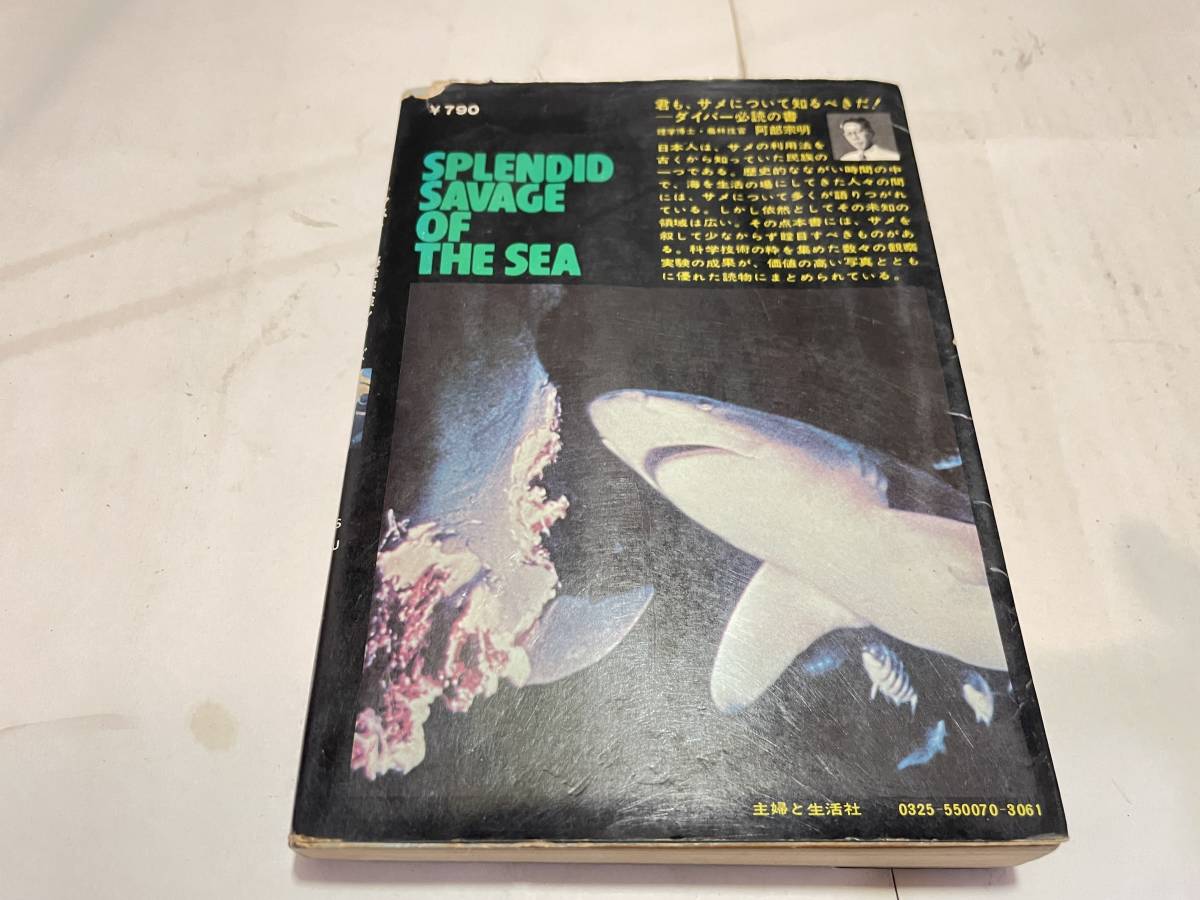 ¥790
SPLENDID
SAVAGE
OF
THE SEA
君も、サメについて知るべきだ!
—ダイバー必読の書
理学博士・農林技官 阿部宗明
日本人は、サメの利用法を
古くから知っていた民族の
一つである。歴史的なながい時間の中
で、海を生活の場にしてきた人々の間
には、サメについて多くが語りつがれ
ている。しかし依然としてその未知の
領域は広い。その点本書には、サメを
叙して少なからず瞠目すべきものがあ
る。科学技術の粋を集めた数々の観察
実験の成果が、価値の高い写真ととも
に優れた読物にまとめられている。
主婦と生活社 0325-550070-3061